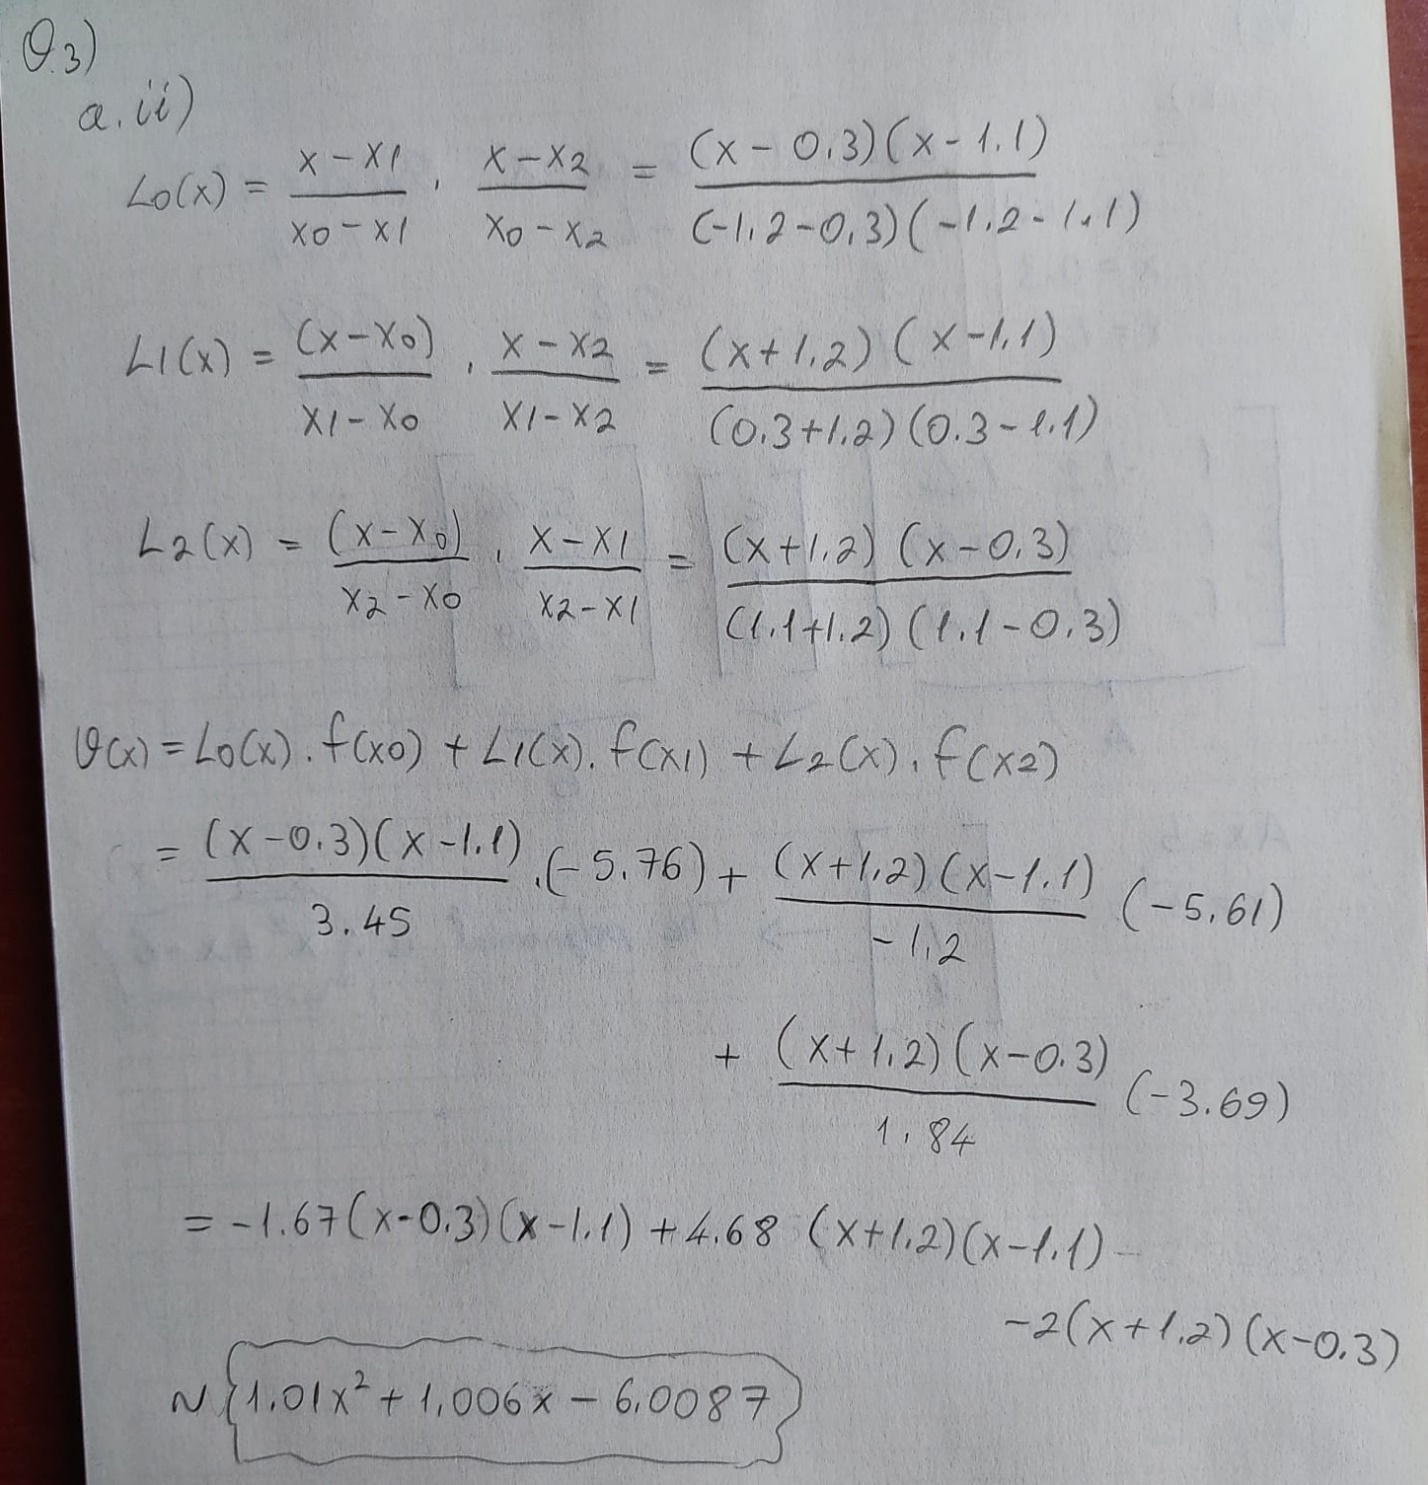 Q.3)
a.ii)
L0(x) = x-x1 / x0-x1 . x-x2 / x0-x2 = (x-0.3)(x-1.1) / (-1.2-0.3)(-1.2-1.1)
L1(x) = (x-x0) / x1-x0 . x-x2 / x1-x2 = (x+1.2)(x-1.1) / (0.3+1.2)(0.3-1.1)
L2(x) = (x-x0) / x2-x0 . x-x1 / x2-x1 = (x+1.2)(x-0.3) / (1.1+1.2)(1.1-0.3)
Q(x) = L0(x).f(x0) + L1(x).f(x1) + L2(x).f(x2)
= (x-0.3)(x-1.1) / 3.45 .(-5.76) + (x+1.2)(x-1.1) / -1.2 (-5.61)
+ (x+1.2)(x-0.3) / 1.84 (-3.69)
= -1.67(x-0.3)(x-1.1) + 4.68 (x+1.2)(x-1.1)
-2(x+1.2)(x-0.3)
~ 1.01x² + 1.006x - 6.0087